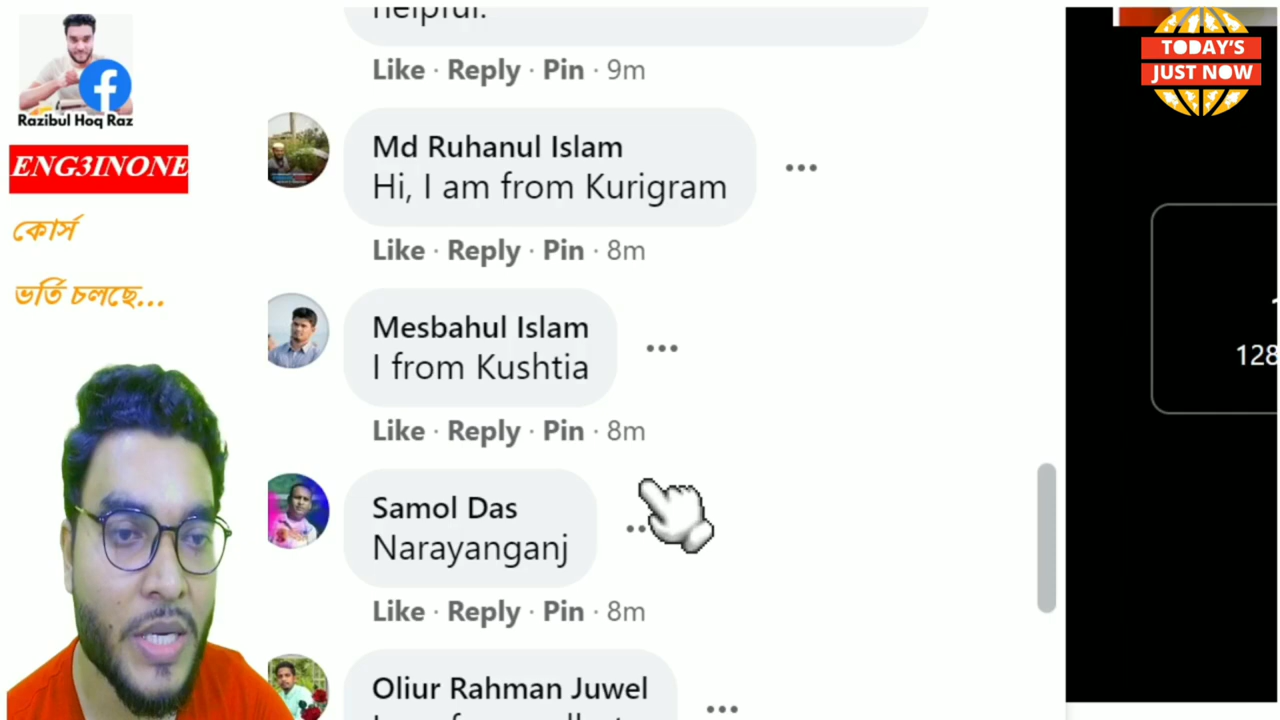 Razibul Hoq Raz
ENG3INONE
কোর্স
ভর্তি চলছে...
helpful.
Like · Reply · Pin · 9m
Md Ruhanul Islam
Hi, I am from Kurigram
Like · Reply · Pin · 8m
Mesbahul Islam
I from Kushtia
Like · Reply · Pin · 8m
Samol Das
Narayanganj
Like · Reply · Pin · 8m
Oliur Rahman Juwel
TODAY'S
JUST NOW
128